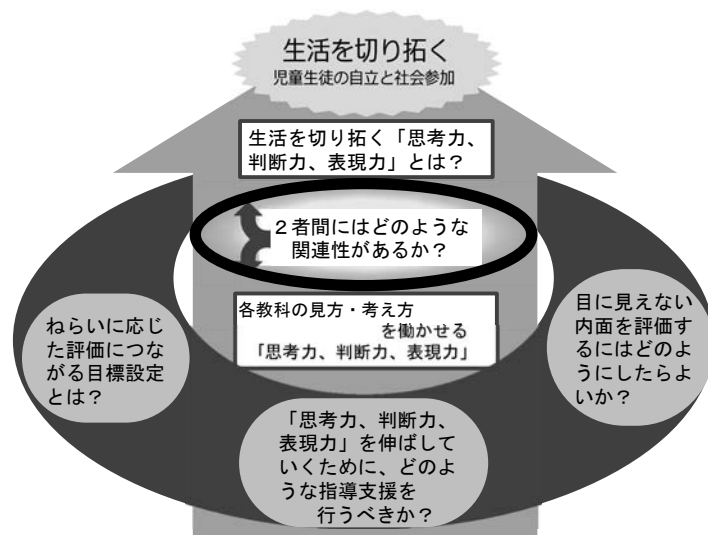 生活を切り拓く
児童生徒の自立と社会参加
生活を切り拓く「思考力、
判断力、表現力」とは？
２者間にはどのような
関連性があるか？
各教科の見方・考え方
を働かせる
「思考力、判断力、表現力」
ねらいに応じ
た評価につな
がる目標設定
とは？
目に見えない
内面を評価す
るにはどのよ
うにしたらよ
いか？
「思考力、判断力、
表現力」を伸ばして
いくために、どのよ
うな指導支援を
行うべきか？